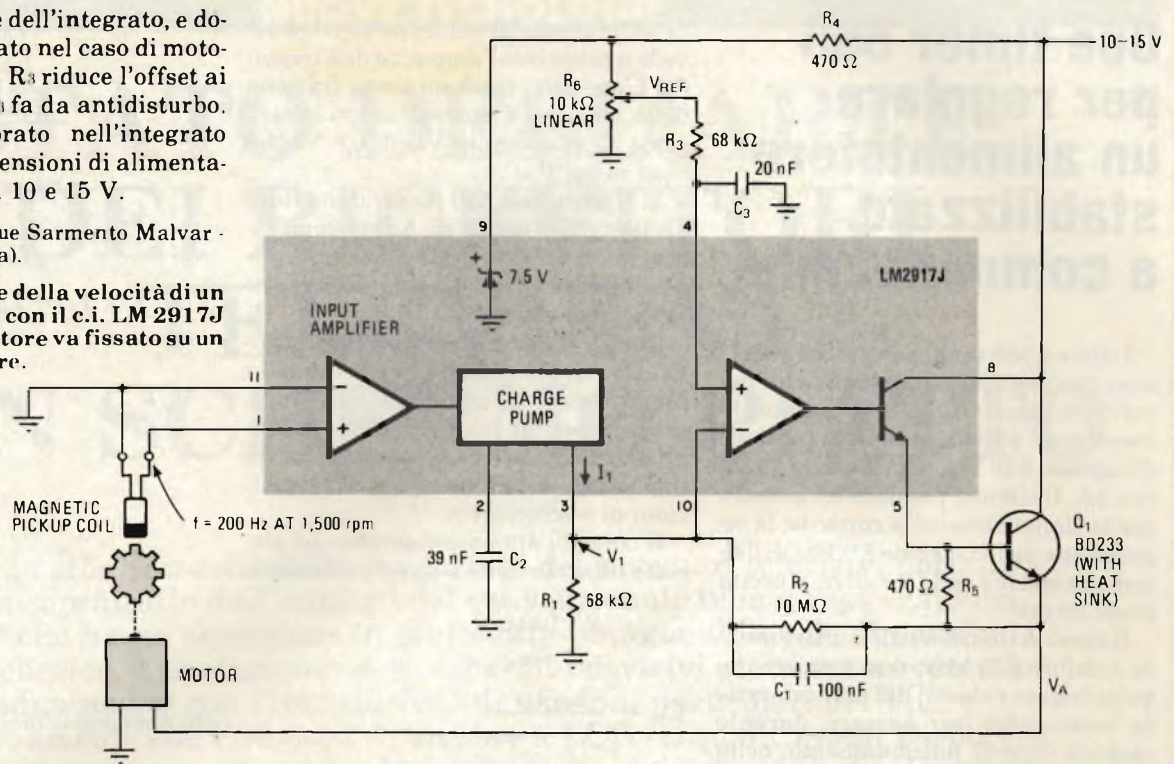 e dell'integrato, e do-
ato nel caso di moto-
R₃ riduce l'offset ai
fa da antidisturbo.
rato nell'integrato
ensioni di alimenta-
10 e 15 V.
ue Sarmento Malvar -
a).
e della velocità di un
con il c.i. LM 2917J
tore va fissato su un
re.
R₄
470 Ω
10–15 V
R₆
10 kΩ
LINEAR
VREF
R₃
68 kΩ
20 nF
C₃
9
4
+
7.5 V
LM2917J
INPUT
AMPLIFIER
11
−
1
+
CHARGE
PUMP
+
−
8
I₁
2
3
10
5
MAGNETIC
PICKUP COIL
f = 200 Hz AT 1,500 rpm
39 nF
C₂
V₁
R₁
68 kΩ
R₂
10 MΩ
470 Ω
R₅
Q₁
BD233
(WITH
HEAT
SINK)
C₁
100 nF
VA
MOTOR